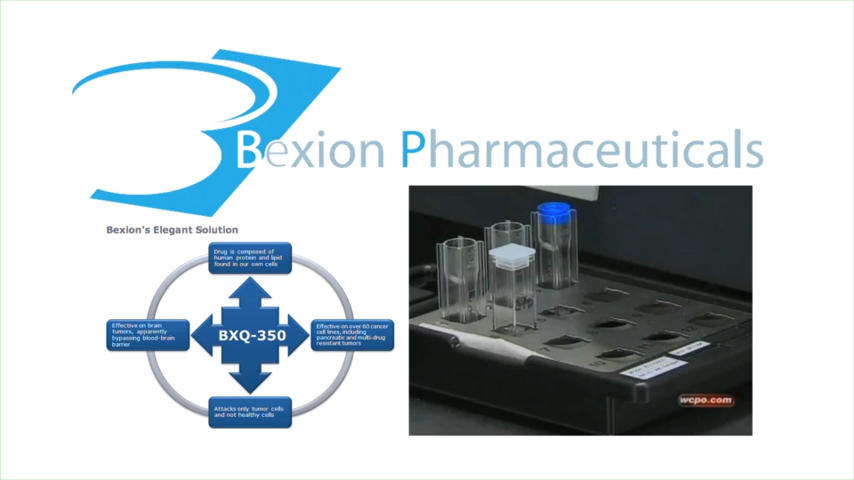 Bexion Pharmaceuticals
Bexion's Elegant Solution
Drug is composed of
human protein and lipid
found in our own cells
Effective on brain
tumors, apparently
bypassing blood-brain
barrier
BXQ-350
Effective on over 60 cancer
cell lines, including
pancreatic and multi-drug
resistant tumors
Attacks only tumor cells
and not healthy cells
wcpo.com